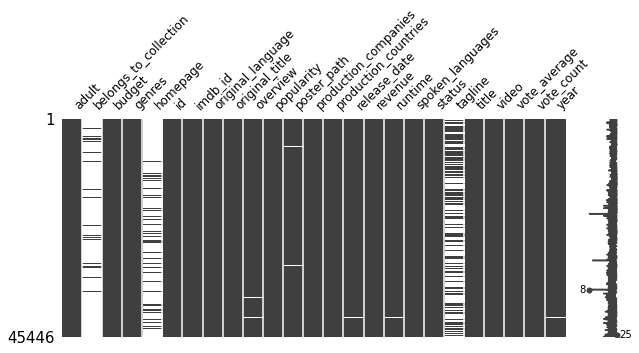 adult
belongs_to_collection
budget
genres
homepage
id
imdb_id
original_language
original_title
overview
popularity
poster_path
production_companies
production_countries
release_date
revenue
runtime
spoken_languages
status
tagline
title
video
vote_average
vote_count
year
1
8
45446
25